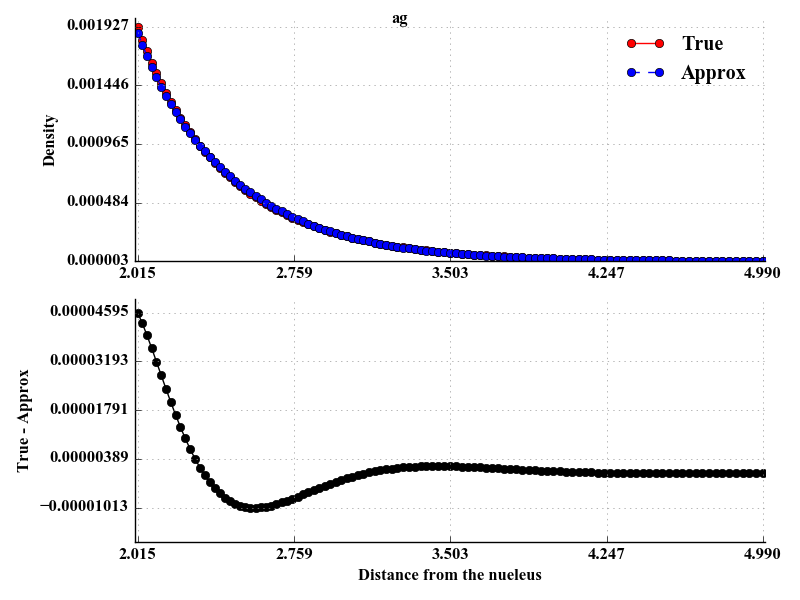 ag
0.001927
0.001446
0.000965
0.000484
0.000003
Density
True
Approx
2.015 2.759 3.503 4.247 4.990
0.00004595
0.00003193
0.00001791
0.00000389
−0.00001013
True - Approx
2.015 2.759 3.503 4.247 4.990
Distance from the nueleus